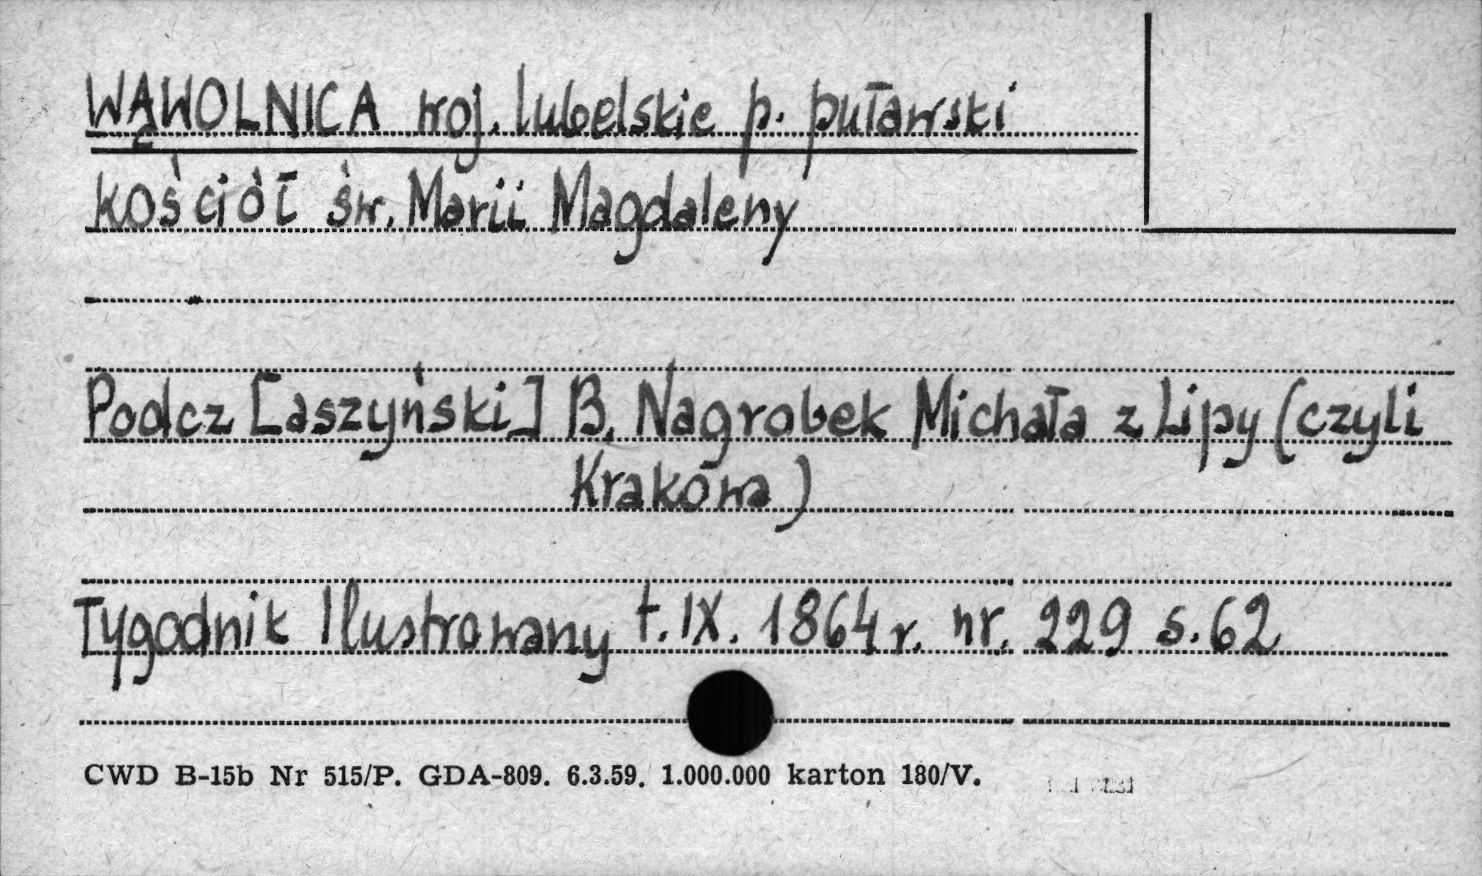 WĄWOLNICA woj. lubelskie p. puławski
kościół św. Marii Magdaleny
Podcz [aszyński] B. Nagrobek Michała z Lipy (czyli
Krakowa)
Tygodnik Ilustrowany t. IX. 1864 r. nr. 229 s. 62
CWD B-15b Nr 515/P. GDA-809. 6.3.59. 1.000.000 karton 180/V.